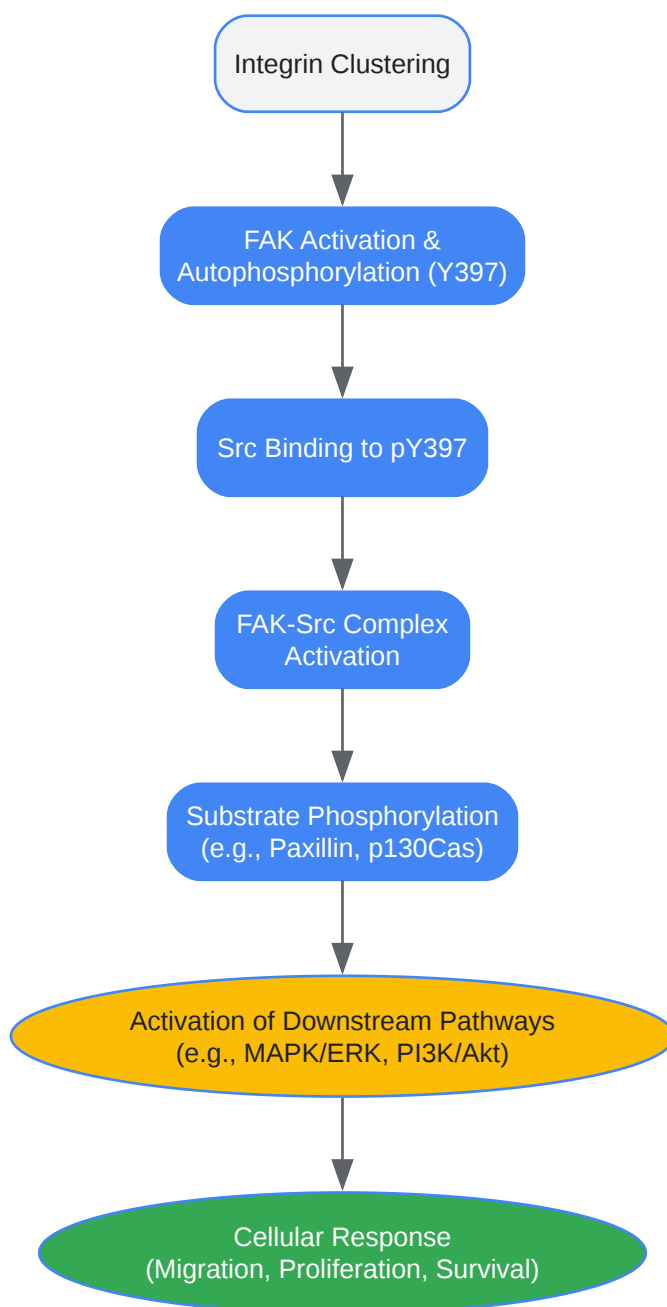 Integrin Clustering
FAK Activation &
Autophosphorylation (Y397)
Src Binding to pY397
FAK-Src Complex
Activation
Substrate Phosphorylation
(e.g., Paxillin, p130Cas)
Activation of Downstream Pathways
(e.g., MAPK/ERK, PI3K/Akt)
Cellular Response
(Migration, Proliferation, Survival)